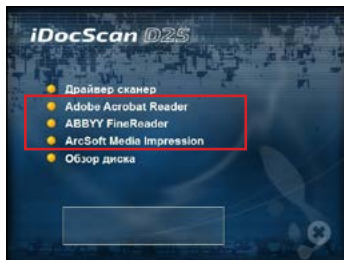 iDocScan D25
Драйвер сканер
Adobe Acrobat Reader
ABBYY FineReader
ArcSoft Media Impression
Обзор диска